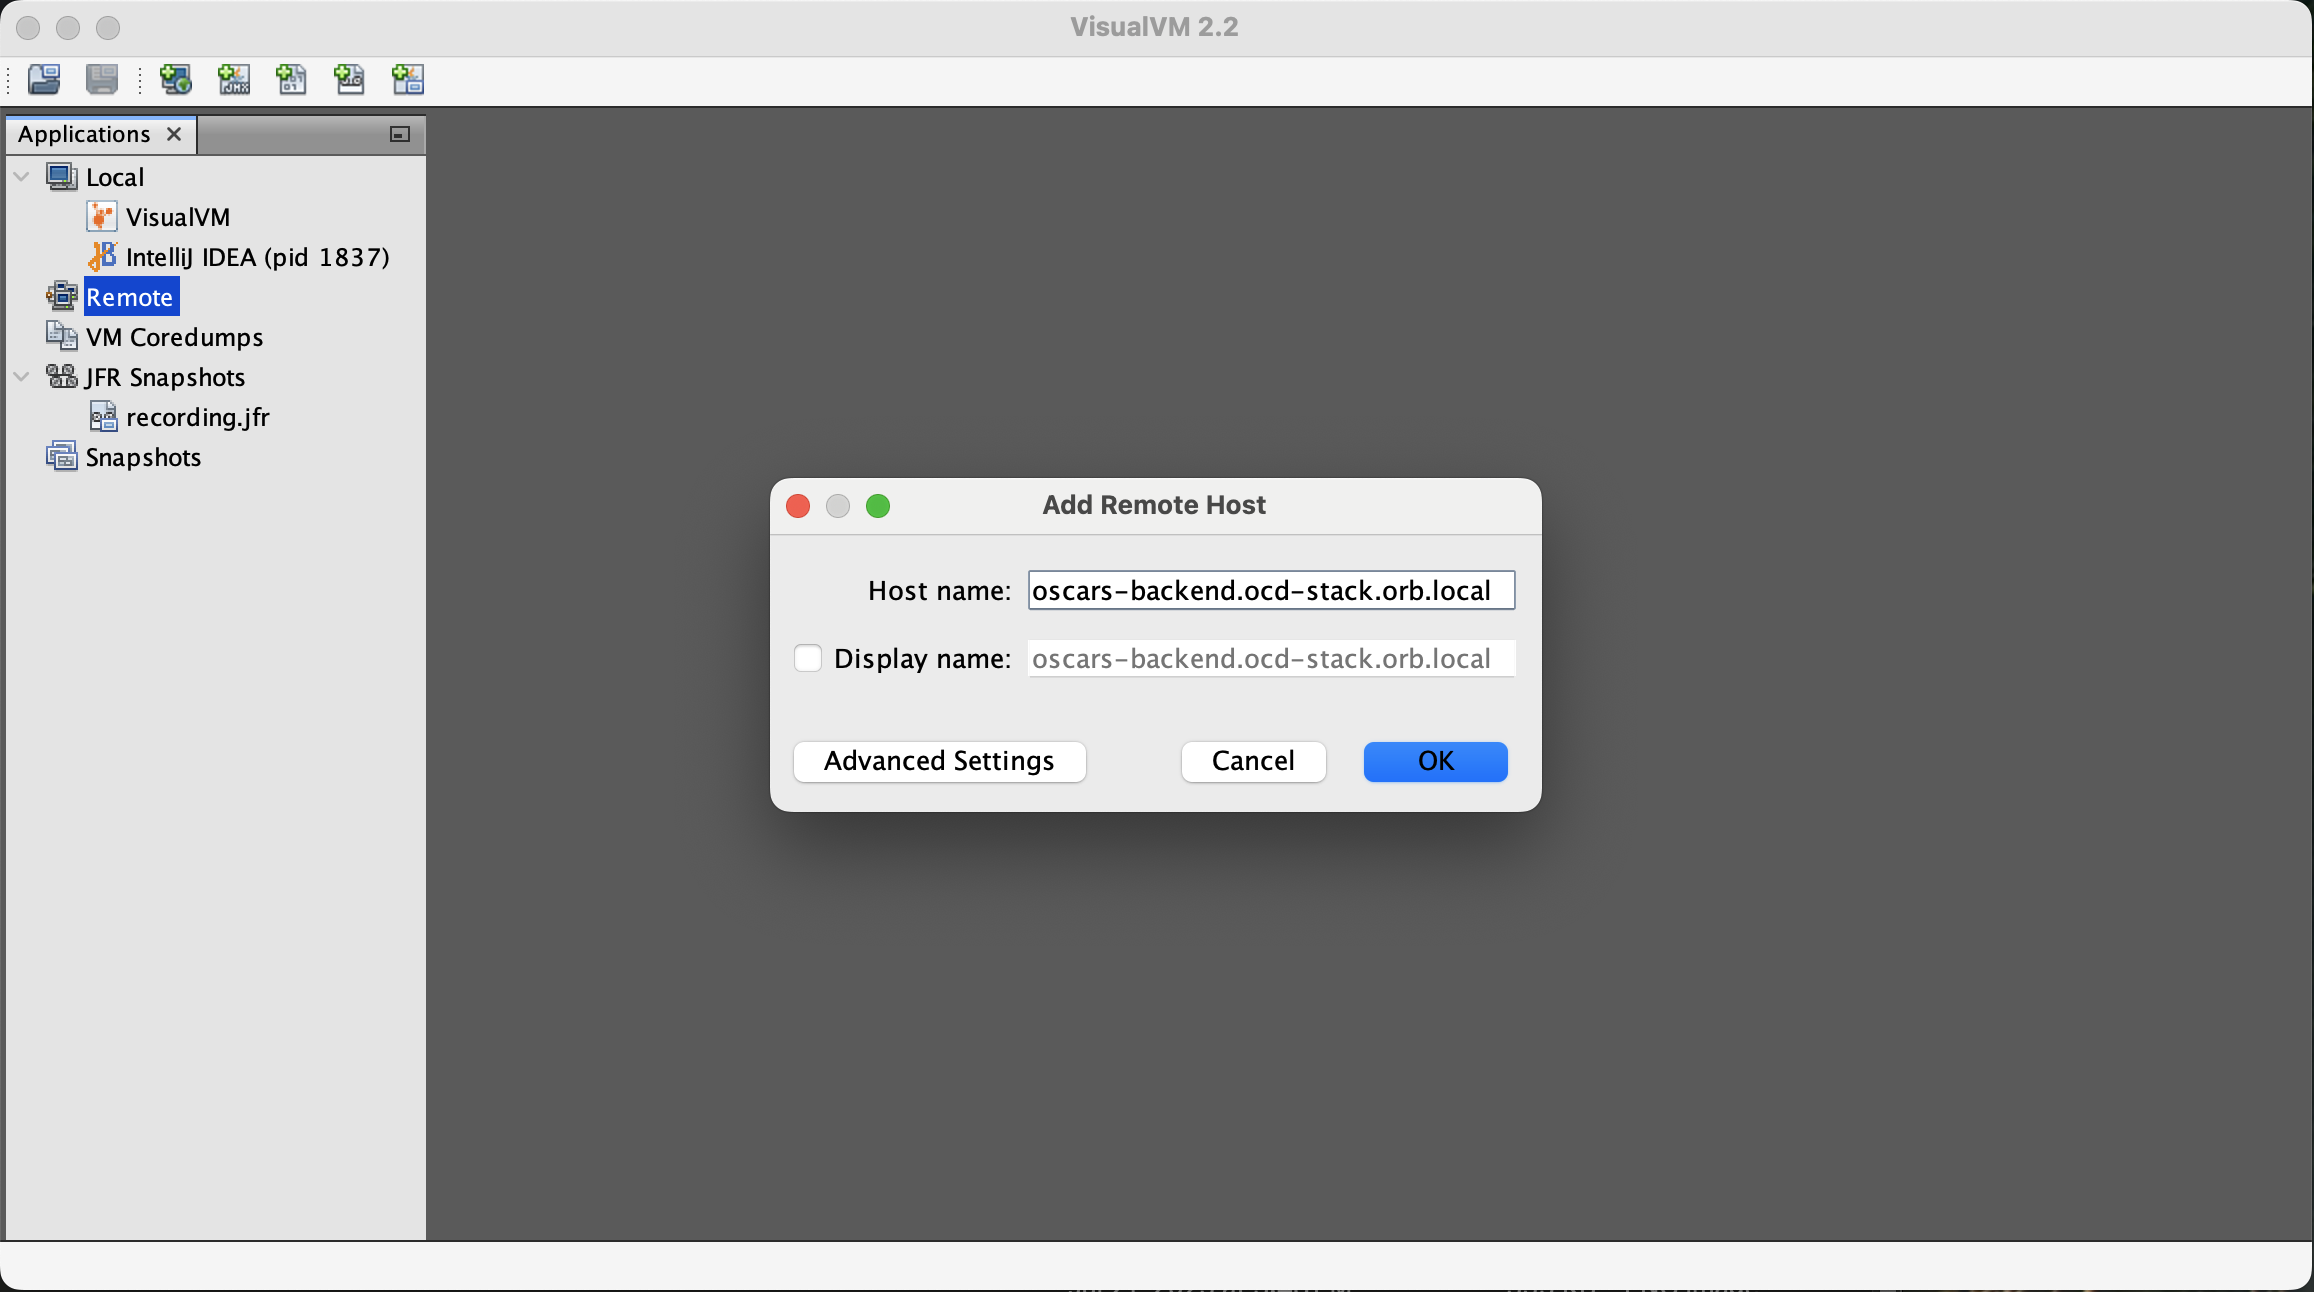 VisualVM 2.2
Applications
Local
VisualVM
IntelliJ IDEA (pid 1837)
Remote
VM Coredumps
JFR Snapshots
recording.jfr
Snapshots
Add Remote Host
Host name: oscars-backend.ocd-stack.orb.local
Display name: oscars-backend.ocd-stack.orb.local
Advanced Settings Cancel OK